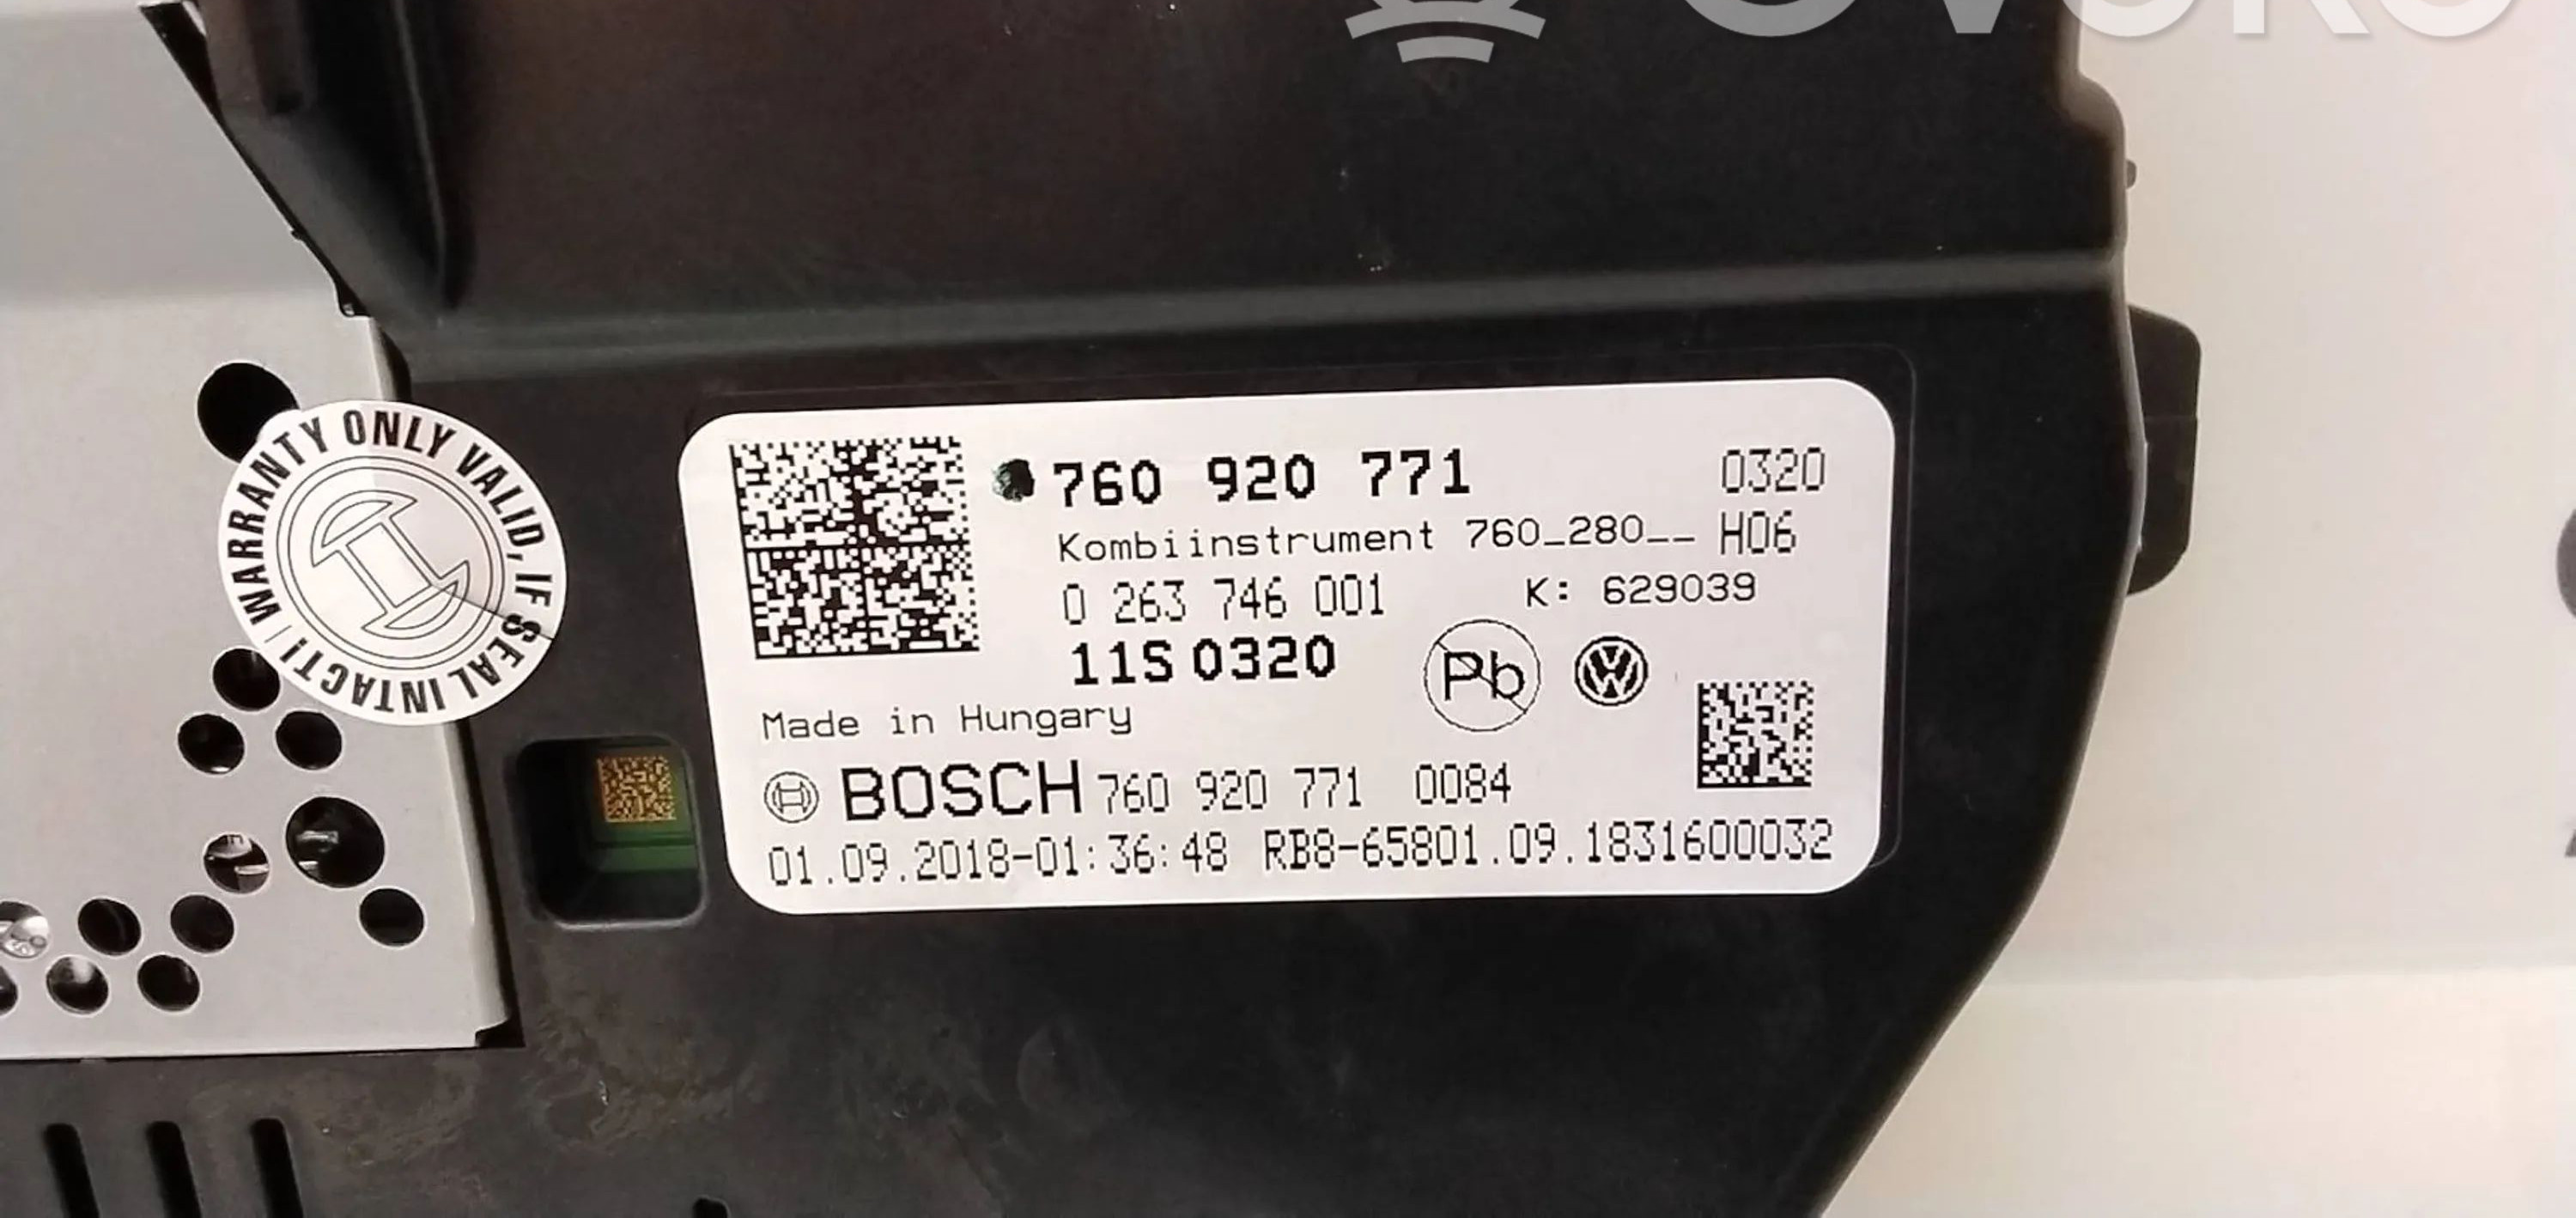 WARRANTY ONLY VALID, IF SEAL INTACT! /
760 920 771 0320
Kombiinstrument 760_280__ H06
0 263 746 001 K: 629039
11S 0320 Pb
Made in Hungary
BOSCH 760 920 771 0084
01.09.2018-01:36:48 RB8-65801.09.1831600032